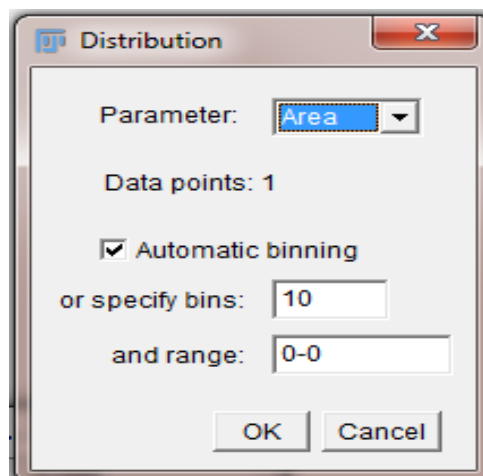 Distribution
Parameter: Area
Data points: 1
Automatic binning
or specify bins: 10
and range: 0-0
OK Cancel